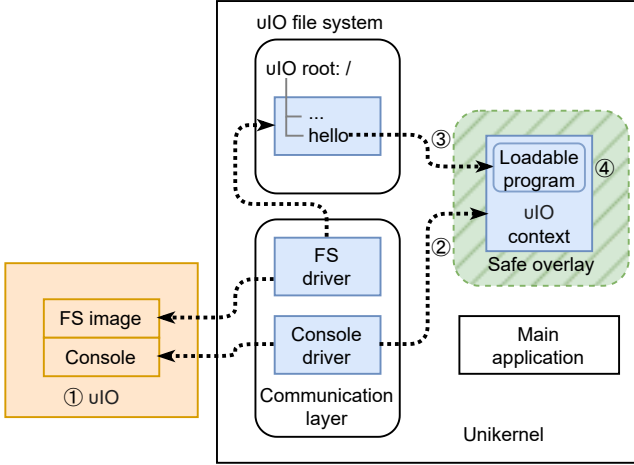 uIO file system
uIO root: /
...
hello
③
Loadable
program
④
uIO
context
Safe overlay
②
FS
driver
Console
driver
Communication
layer
FS image
Console
① uIO
Main
application
Unikernel